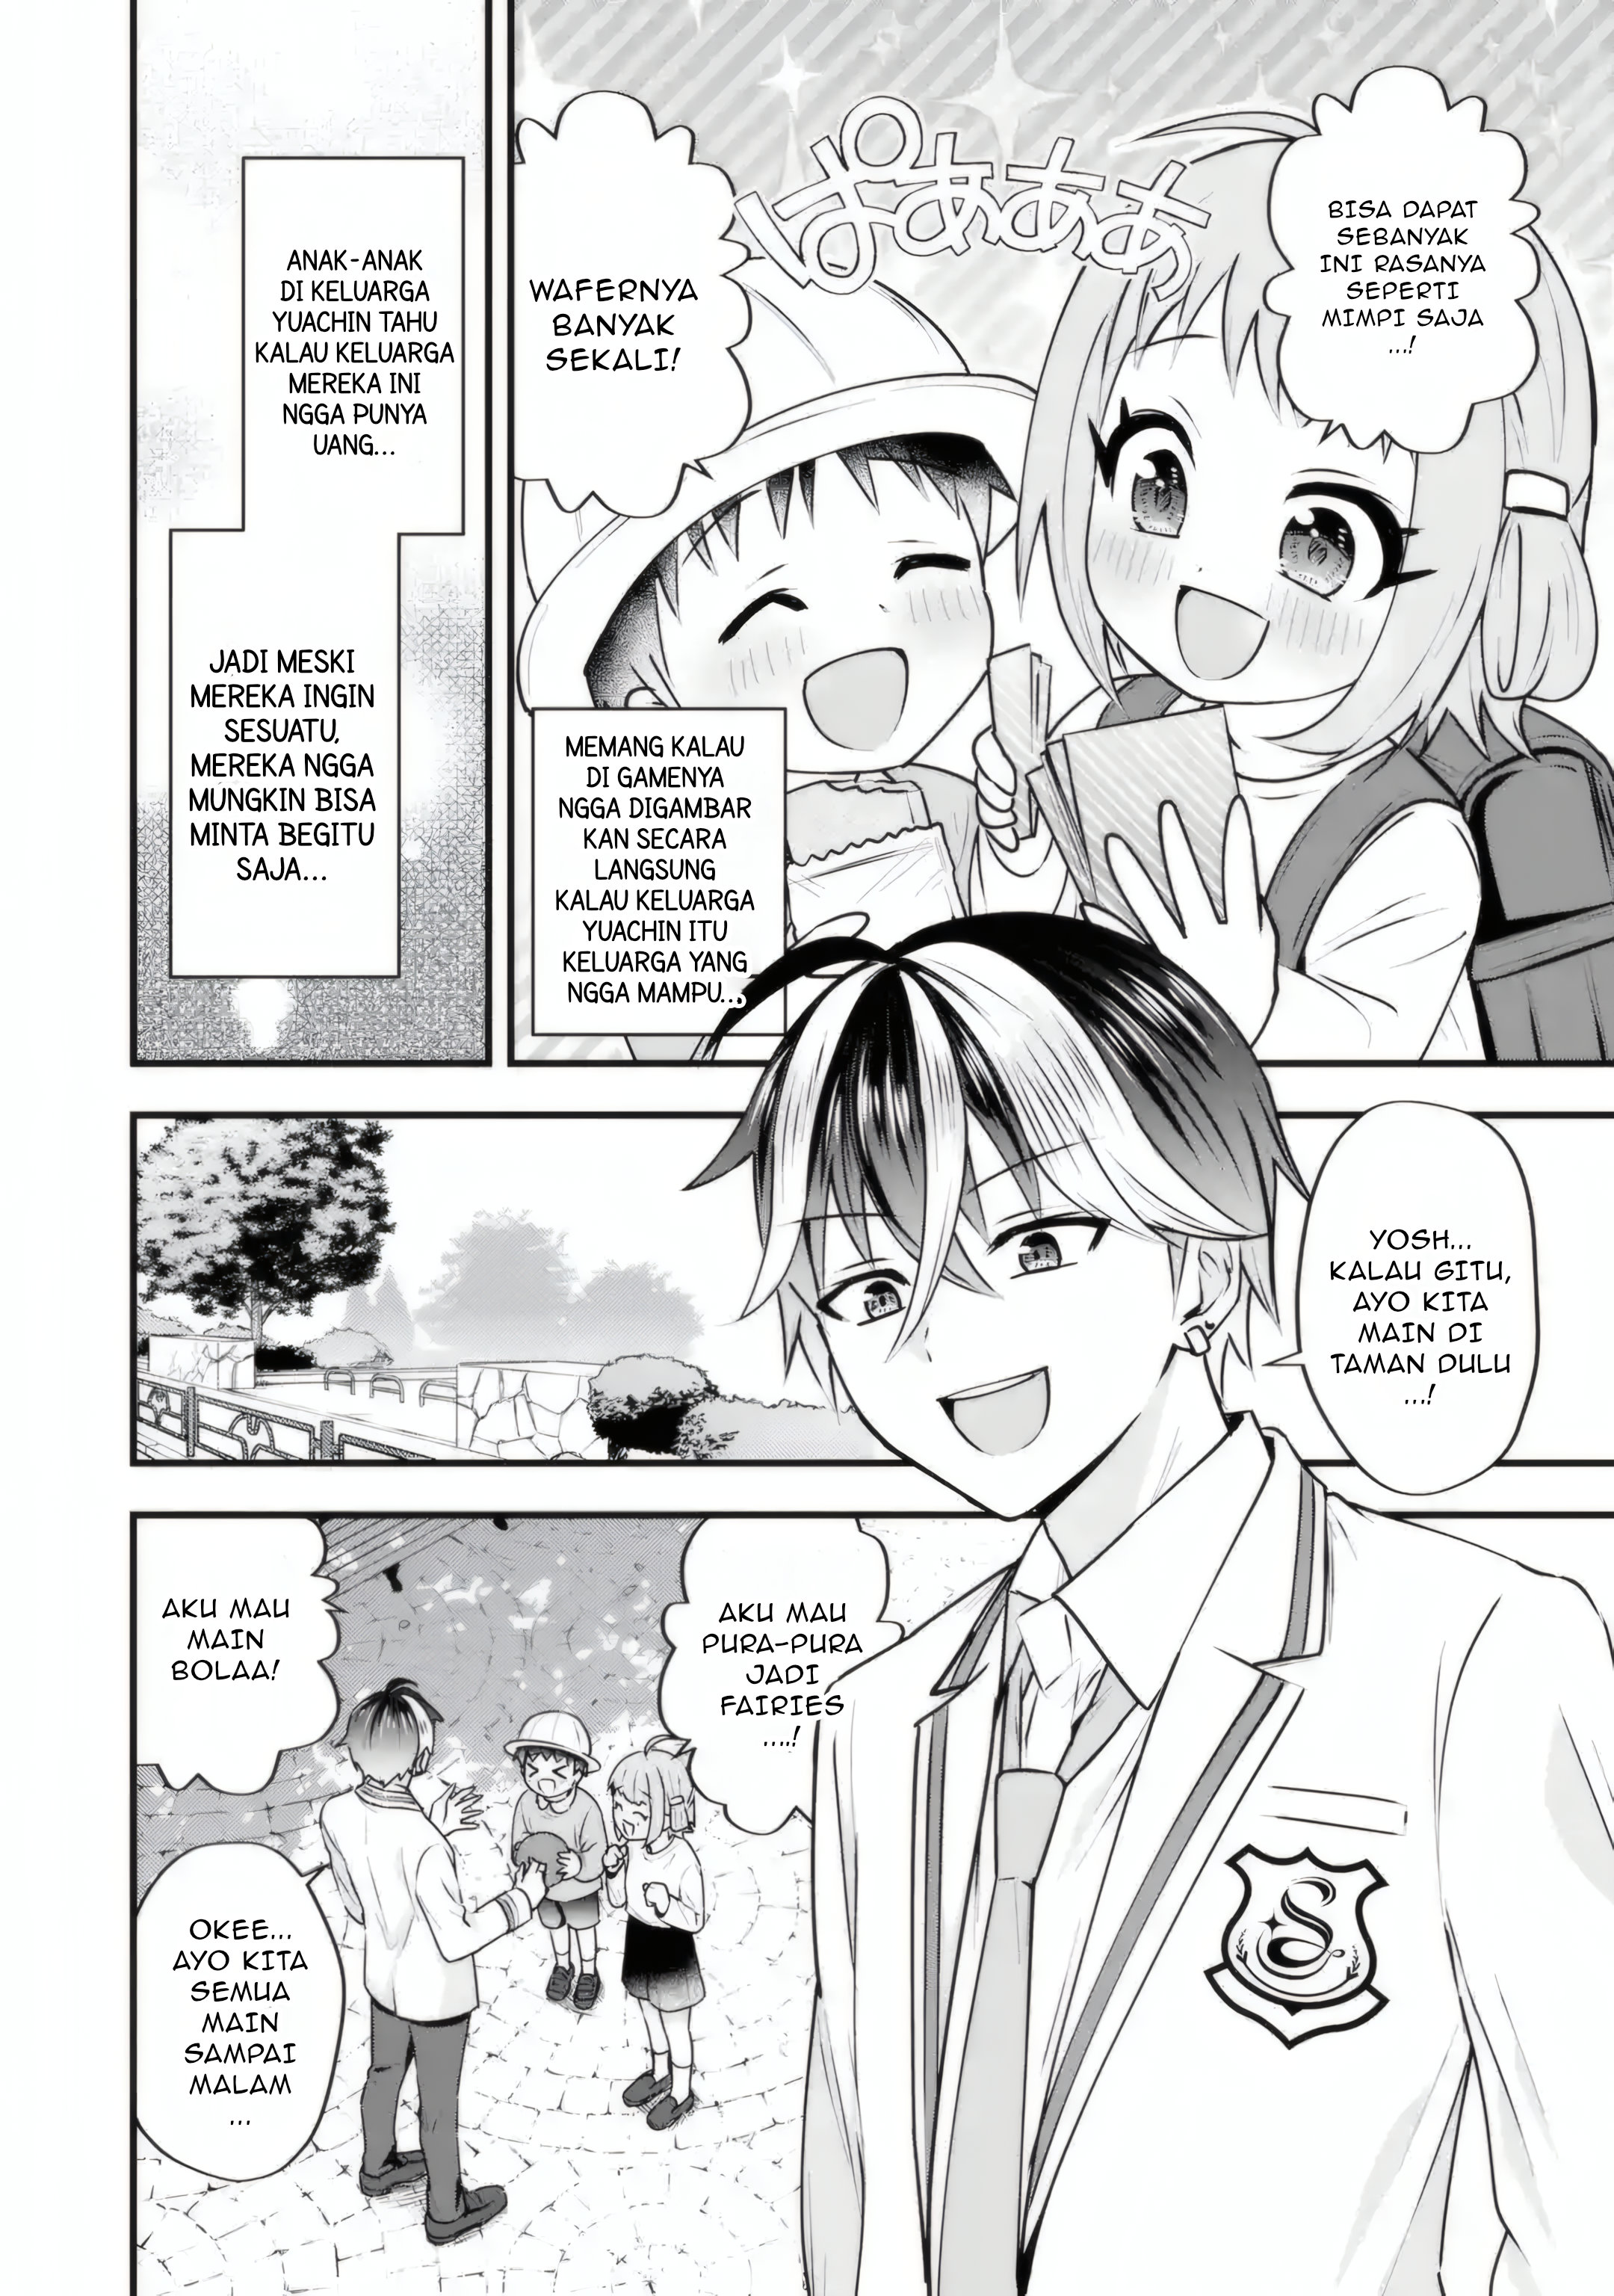 BISA DAPAT
SEBANYAK
INI RASANYA
SEPERTI
MIMPI SAJA
...!
ぱあああ
WAFERNYA
BANYAK
SEKALI!
MEMANG KALAU
DI GAMENYA
NGGA DIGAMBAR
KAN SECARA
LANGSUNG
KALAU KELUARGA
YUACHIN ITU
KELUARGA YANG
NGGA MAMPU...
ANAK-ANAK
DI KELUARGA
YUACHIN TAHU
KALAU KELUARGA
MEREKA INI
NGGA PUNYA
UANG...
JADI MESKI
MEREKA INGIN
SESUATU,
MEREKA NGGA
MUNGKIN BISA
MINTA BEGITU
SAJA...
YOSH...
KALAU GITU,
AYO KITA
MAIN DI
TAMAN DULU
...!
AKU MAU
PURA-PURA
JADI
FAIRIES
....!
AKU MAU
MAIN
BOLAA!
OKEE...
AYO KITA
SEMUA
MAIN
SAMPAI
MALAM
...
S